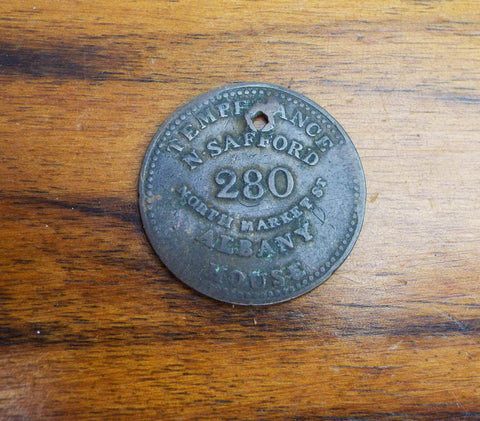 TEMPERANCE
N SAFFORD
280
NORTH MARKET ST
ALBANY
HOUSE